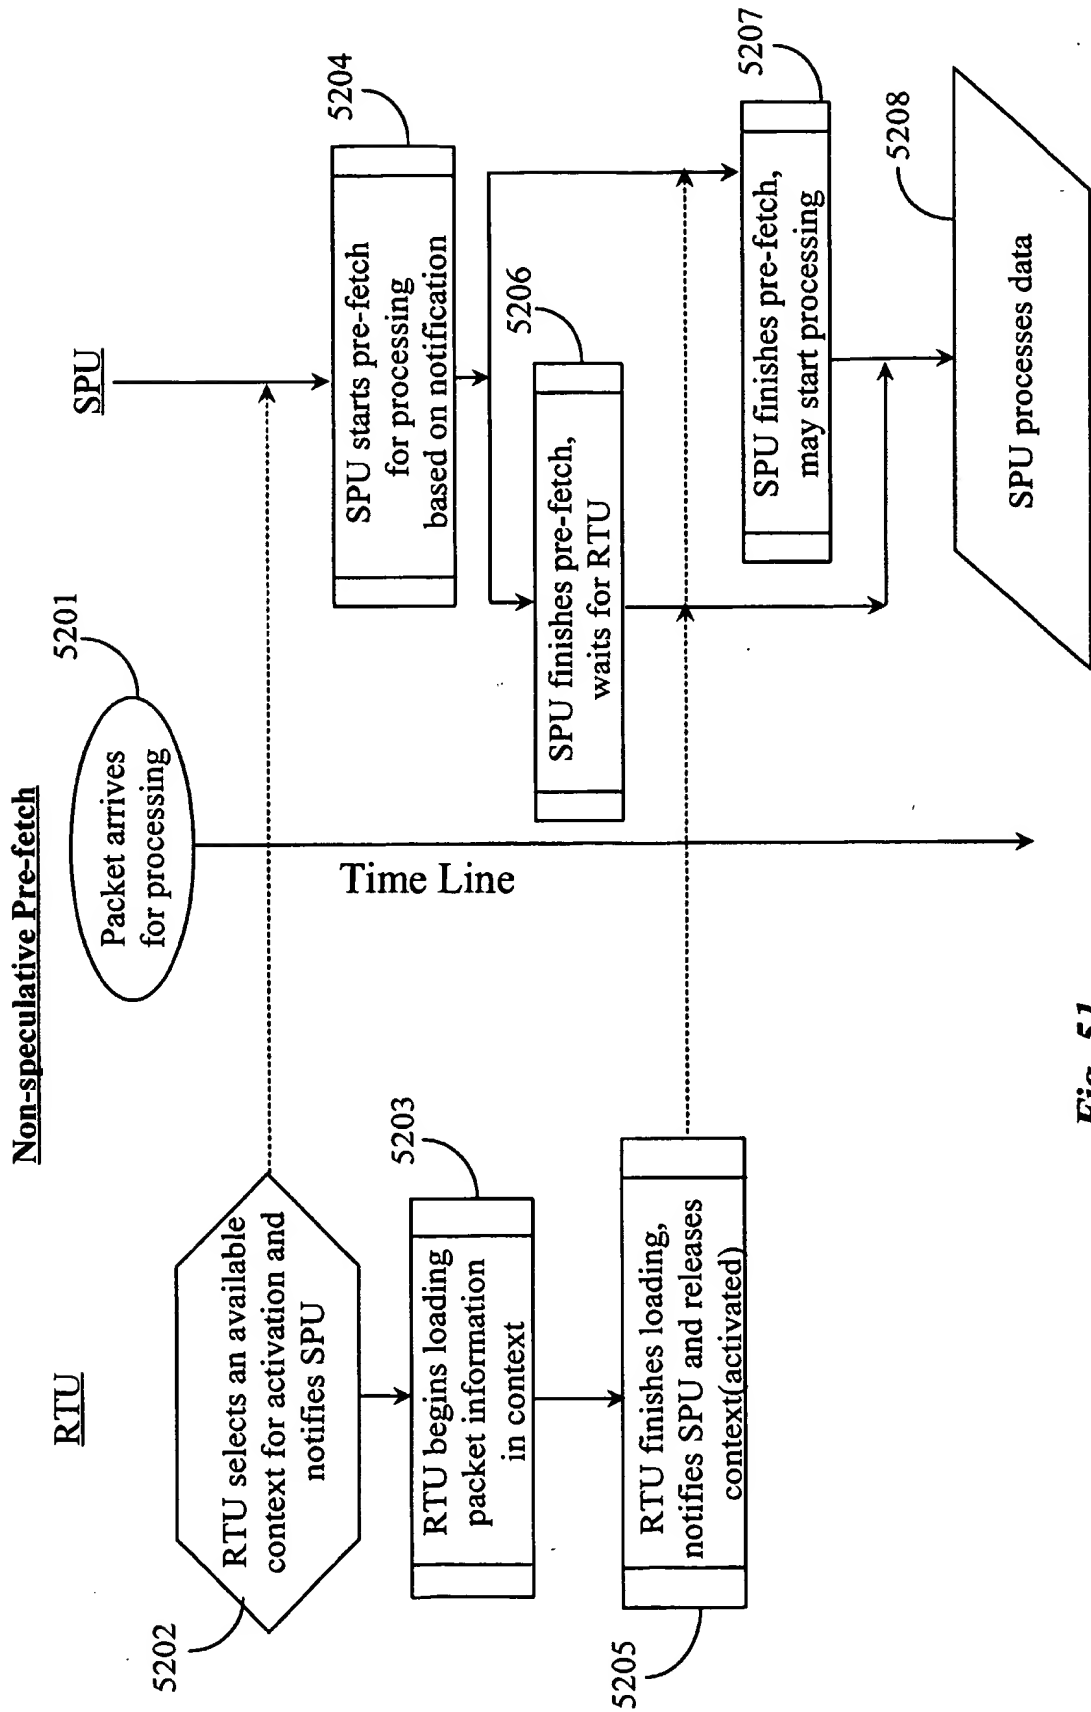 Non-speculative Pre-fetch
RTU
SPU
5201
Packet arrives
for processing
5202
RTU selects an available
context for activation and
notifies SPU
5204
SPU starts pre-fetch
for processing
based on notification
Time Line
5203
RTU begins loading
packet information
in context
5206
SPU finishes pre-fetch,
waits for RTU
5205
RTU finishes loading,
notifies SPU and releases
context(activated)
5207
SPU finishes pre-fetch,
may start processing
5208
SPU processes data
Fig. 51